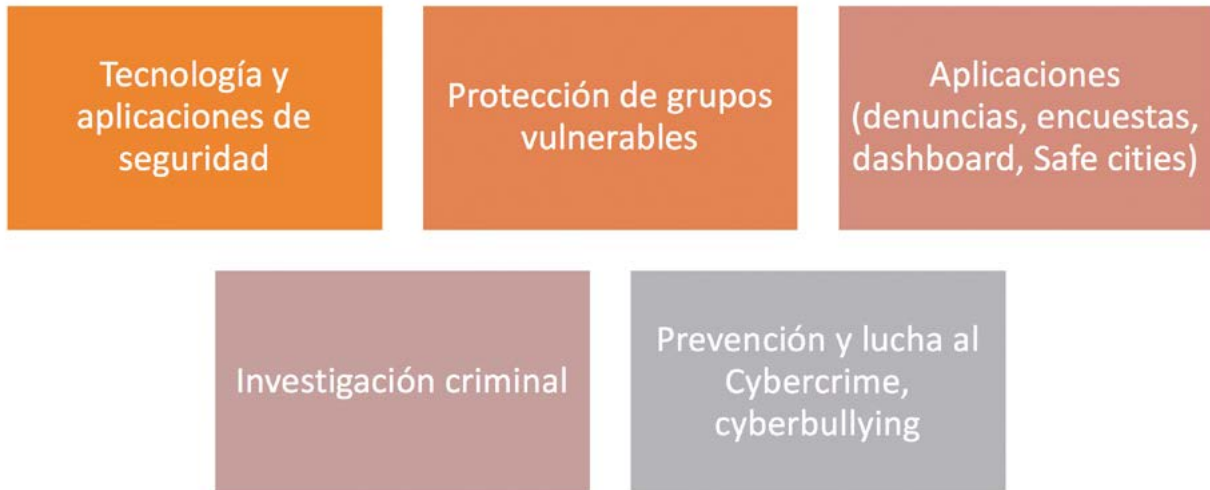 Tecnología y
aplicaciones de
seguridad
Protección de grupos
vulnerables
Aplicaciones
(denuncias, encuestas,
dashboard, Safe cities)
Investigación criminal
Prevención y lucha al
Cybercrime,
cyberbullying